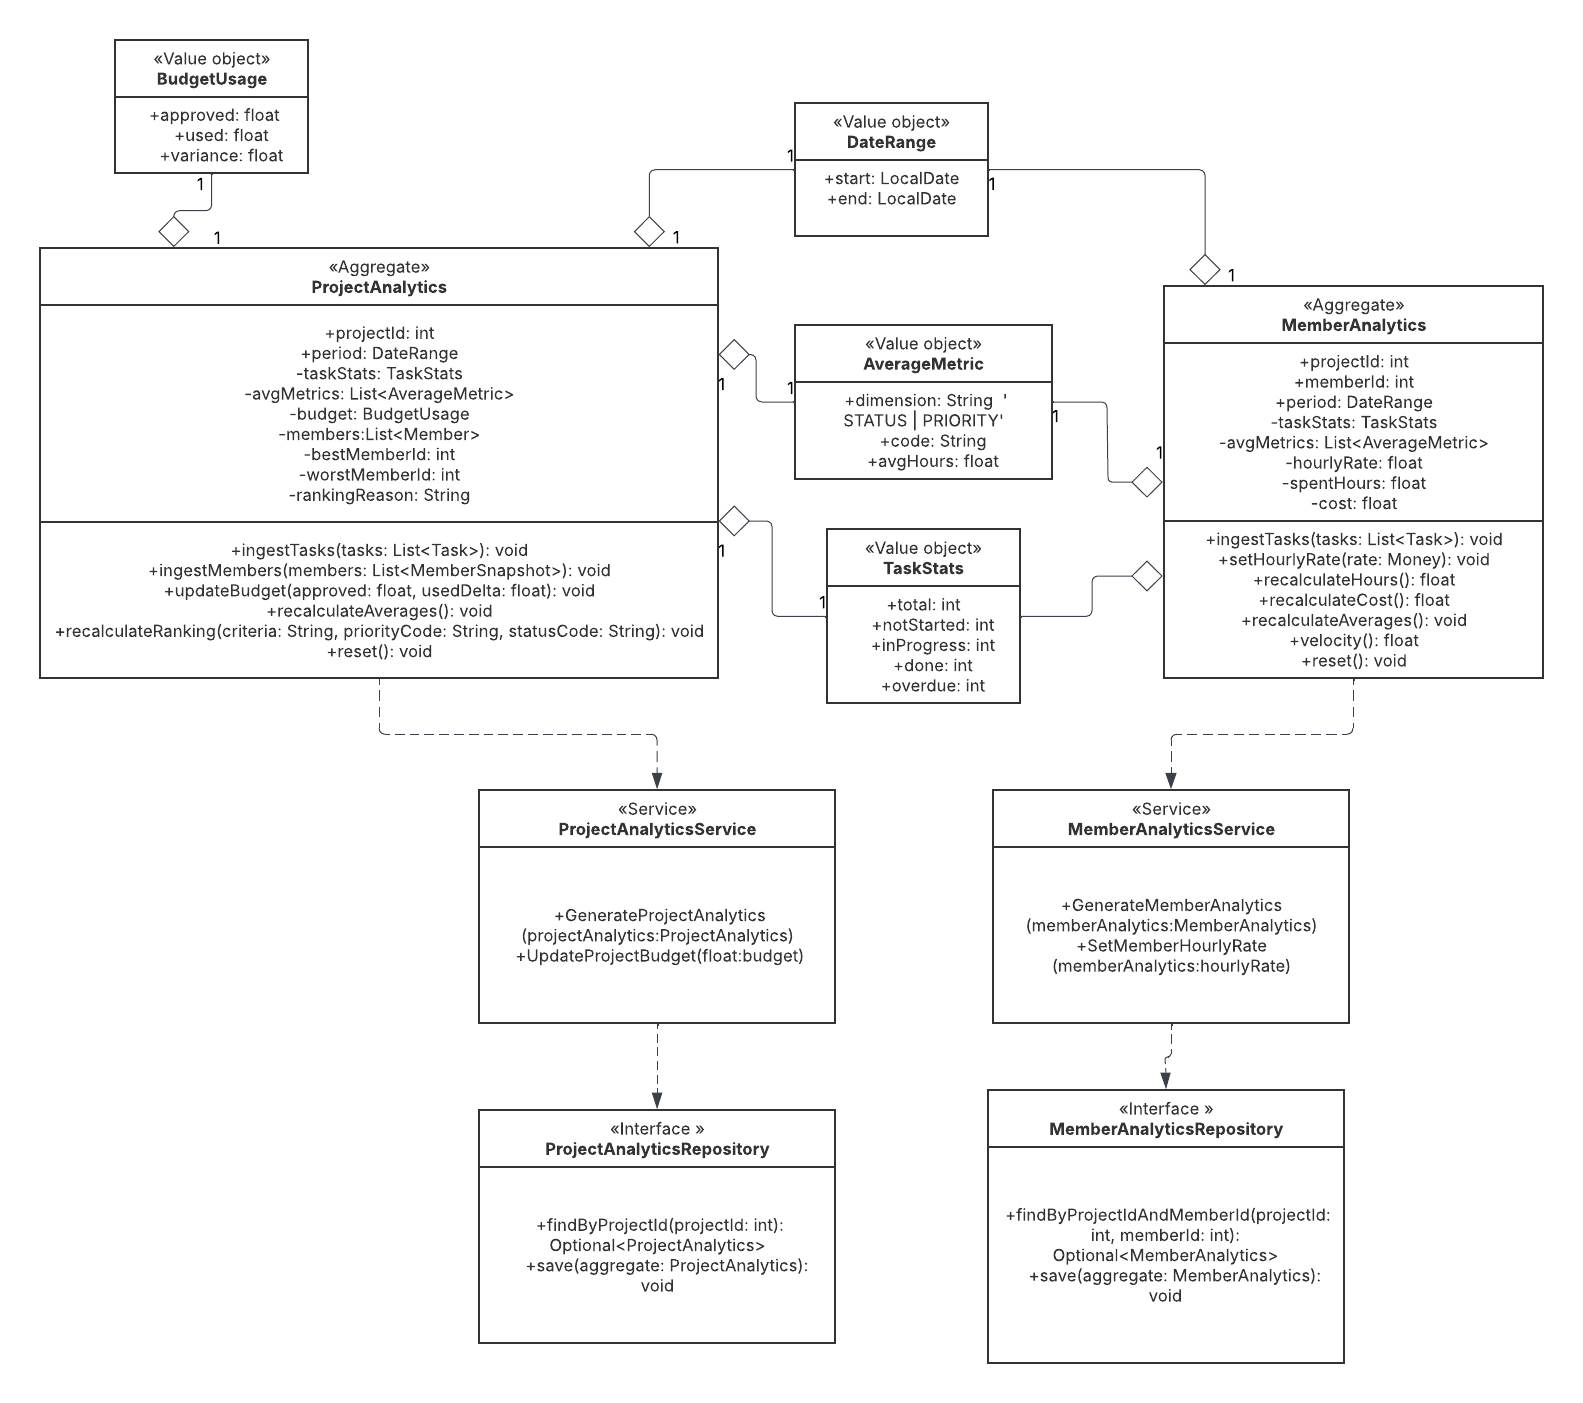 «Value object»
BudgetUsage
+approved: float
+used: float
+variance: float
1
1
«Value object»
DateRange
+start: LocalDate
+end: LocalDate
1
1
1
1
«Aggregate»
ProjectAnalytics
+projectId: int
+period: DateRange
-taskStats: TaskStats
-avgMetrics: List<AverageMetric>
-budget: BudgetUsage
-members:List<Member>
-bestMemberId: int
-worstMemberId: int
-rankingReason: String
+ingestTasks(tasks: List<Task>): void
+ingestMembers(members: List<MemberSnapshot>): void
+updateBudget(approved: float, usedDelta: float): void
+recalculateAverages(): void
+recalculateRanking(criteria: String, priorityCode: String, statusCode: String): void
+reset(): void
1
1
«Value object»
AverageMetric
+dimension: String '
STATUS | PRIORITY'
+code: String
+avgHours: float
1
1
1
1
«Value object»
TaskStats
+total: int
+notStarted: int
+inProgress: int
+done: int
+overdue: int
«Aggregate»
MemberAnalytics
+projectId: int
+memberId: int
+period: DateRange
-taskStats: TaskStats
-avgMetrics: List<AverageMetric>
-hourlyRate: float
-spentHours: float
-cost: float
+ingestTasks(tasks: List<Task>): void
+setHourlyRate(rate: Money): void
+recalculateHours(): float
+recalculateCost(): float
+recalculateAverages(): void
+velocity(): float
+reset(): void
«Service»
ProjectAnalyticsService
+GenerateProjectAnalytics
(projectAnalytics:ProjectAnalytics)
+UpdateProjectBudget(float:budget)
«Service»
MemberAnalyticsService
+GenerateMemberAnalytics
(memberAnalytics:MemberAnalytics)
+SetMemberHourlyRate
(memberAnalytics:hourlyRate)
«Interface »
ProjectAnalyticsRepository
+findByProjectId(projectId: int):
Optional<ProjectAnalytics>
+save(aggregate: ProjectAnalytics):
void
«Interface »
MemberAnalyticsRepository
+findByProjectIdAndMemberId(projectId:
int, memberId: int):
Optional<MemberAnalytics>
+save(aggregate: MemberAnalytics):
void